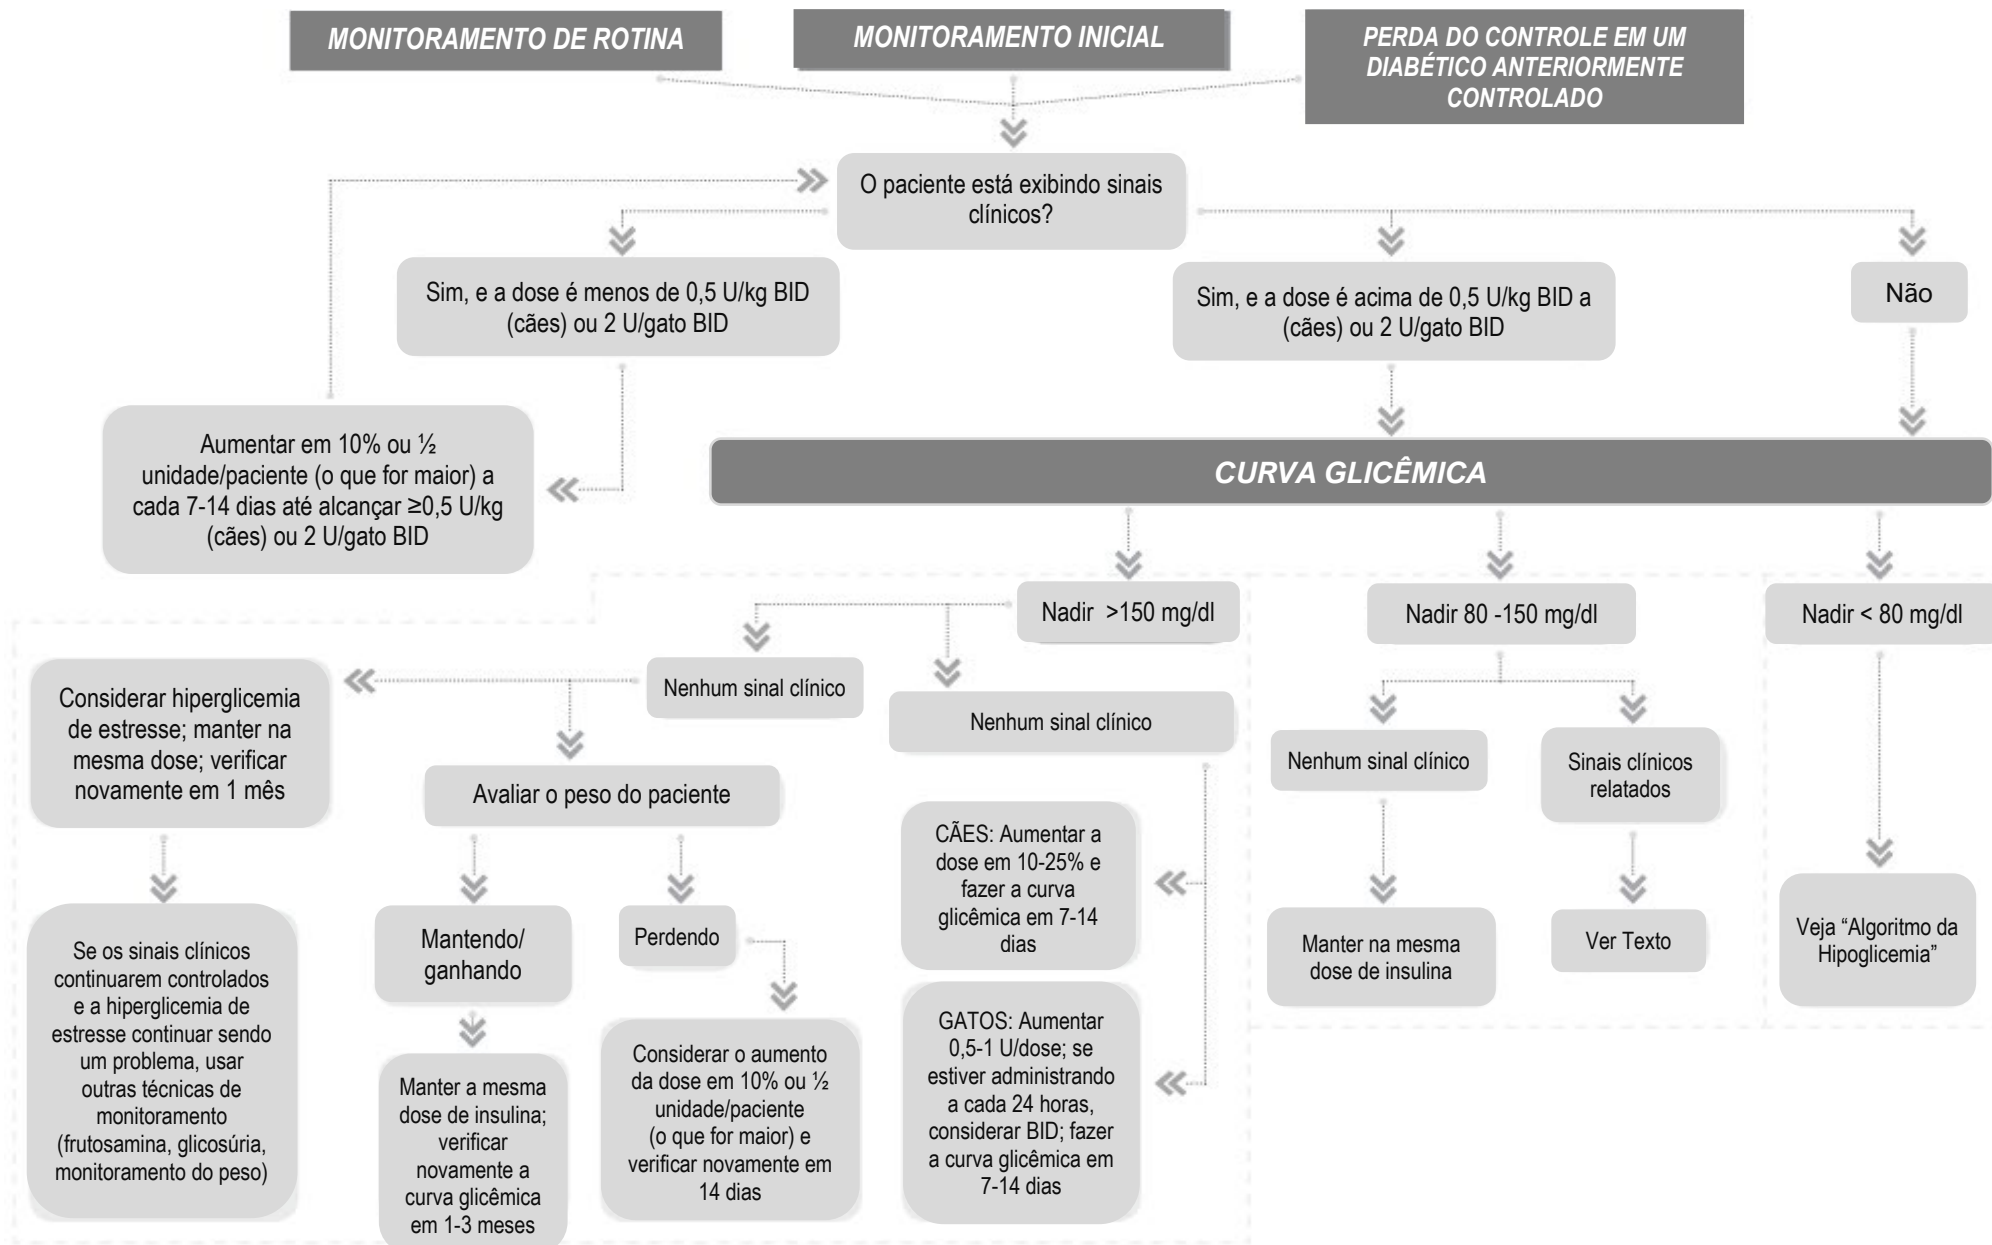 MONITORAMENTO DE ROTINA
MONITORAMENTO INICIAL
PERDA DO CONTROLE EM UM
DIABÉTICO ANTERIORMENTE
CONTROLADO
O paciente está exibindo sinais
clínicos?
Sim, e a dose é menos de 0,5 U/kg BID
(cães) ou 2 U/gato BID
Sim, e a dose é acima de 0,5 U/kg BID a
(cães) ou 2 U/gato BID
Não
Aumentar em 10% ou ½
unidade/paciente (o que for maior) a
cada 7-14 dias até alcançar ≥0,5 U/kg
(cães) ou 2 U/gato BID
CURVA GLICÊMICA
Nadir >150 mg/dl
Nadir 80 -150 mg/dl
Nadir < 80 mg/dl
Considerar hiperglicemia
de estresse; manter na
mesma dose; verificar
novamente em 1 mês
Nenhum sinal clínico
Nenhum sinal clínico
Nenhum sinal clínico
Sinais clínicos
relatados
Avaliar o peso do paciente
CÃES: Aumentar a
dose em 10-25% e
fazer a curva
glicêmica em 7-14
dias
Mantendo/
ganhando
Perdendo
Manter na mesma
dose de insulina
Ver Texto
Veja “Algoritmo da
Hipoglicemia”
Se os sinais clínicos
continuarem controlados
e a hiperglicemia de
estresse continuar sendo
um problema, usar
outras técnicas de
monitoramento
(frutosamina, glicosúria,
monitoramento do peso)
Manter a mesma
dose de insulina;
verificar
novamente a
curva glicêmica
em 1-3 meses
Considerar o aumento
da dose em 10% ou ½
unidade/paciente
(o que for maior) e
verificar novamente em
14 dias
GATOS: Aumentar
0,5-1 U/dose; se
estiver administrando
a cada 24 horas,
considerar BID; fazer
a curva glicêmica em
7-14 dias